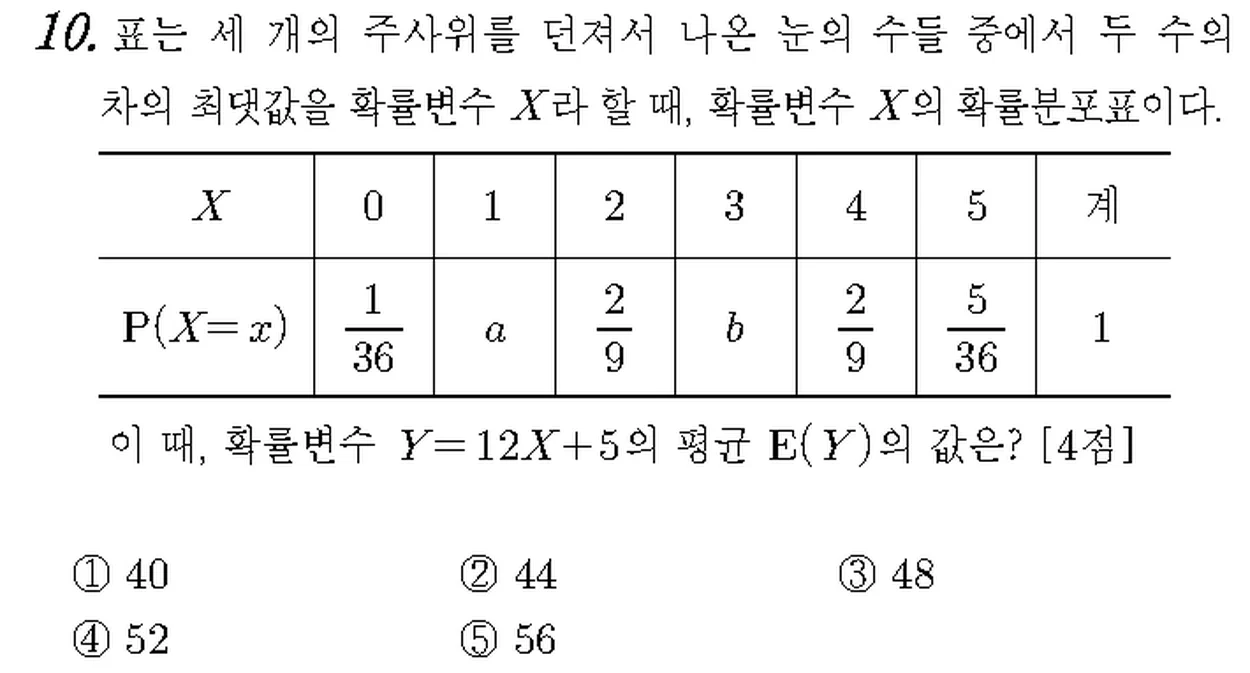 10. 표는 세 개의 주사위를 던져서 나온 눈의 수들 중에서 두 수의
차의 최댓값을 확률변수 X라 할 때, 확률변수 X의 확률분포표이다.
X 0 1 2 3 4 5 계
P(X=x) 1/36 a 2/9 b 2/9 5/36 1
이 때, 확률변수 Y=12X+5의 평균 E(Y)의 값은? [4점]
① 40 ② 44 ③ 48
④ 52 ⑤ 56